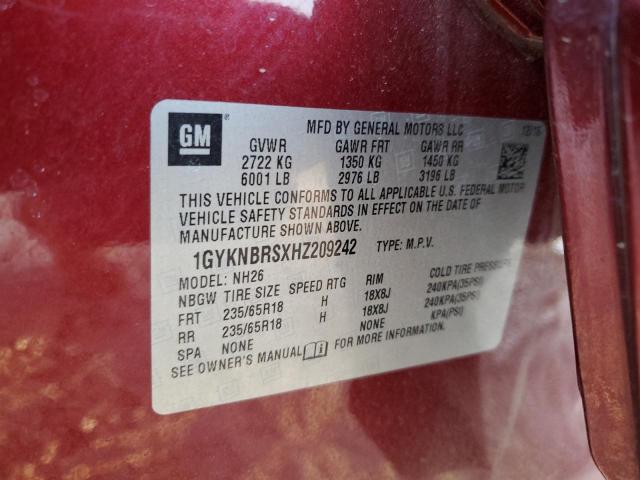 GM
®
MFD BY GENERAL MOTORS LLC 12/16
GVWR GAWR FRT GAWR RR
2722 KG 1350 KG 1450 KG
6001 LB 2976 LB 3196 LB
THIS VEHICLE CONFORMS TO ALL APPLICABLE U.S. FEDERAL MOTOR
VEHICLE SAFETY STANDARDS IN EFFECT ON THE DATE OF
MANUFACTURE SHOWN ABOVE.
1GYKNBRSXHZ209242 TYPE: M.P.V.
MODEL: NH26
NBGW TIRE SIZE SPEED RTG RIM COLD TIRE PRESSURE
FRT 235/65R18 H 18X8J 240KPA(35PSI)
RR 235/65R18 H 18X8J 240KPA(35PSI)
SPA NONE NONE KPA(PSI)
SEE OWNER'S MANUAL FOR MORE INFORMATION.